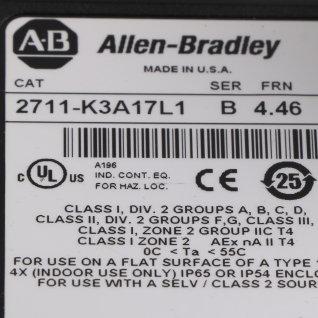 A-B Allen-Bradley
MADE IN U.S.A.
CAT SER FRN
2711-K3A17L1 B 4.46
A196
IND. CONT. EQ.
FOR HAZ. LOC.
c UL US CE 25
CLASS I, DIV. 2 GROUPS A, B, C, D,
CLASS II, DIV. 2 GROUPS F,G, CLASS III,
CLASS I, ZONE 2 GROUP IIC T4
CLASS I ZONE 2 AEx nA II T4
0C < Ta < 55C
FOR USE ON A FLAT SURFACE OF A TYPE
4X (INDOOR USE ONLY) IP65 OR IP54 ENCLO
FOR USE WITH A SELV / CLASS 2 SOUR